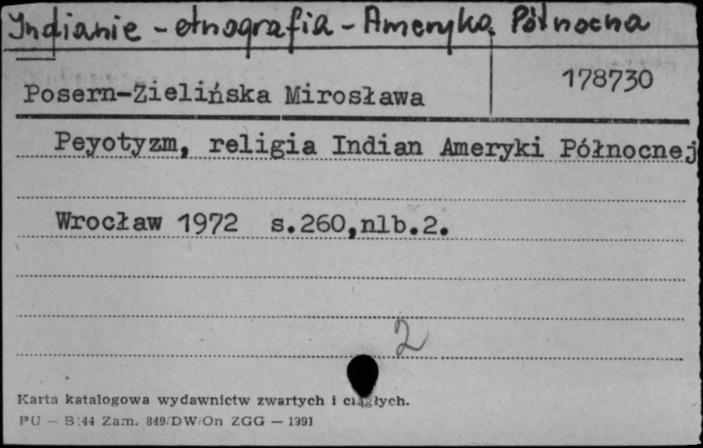 Indianie - etnografia - Ameryka Północna
Posern-Zielińska Mirosława
178730
Peyotyzm, religia Indian Ameryki Północnej
Wrocław 1972 s.260,nlb.2.
2
Karta katalogowa wydawnictw zwartych i ciągłych.
PU - B/44 Zam. 849/DW/On ZGG — 1991